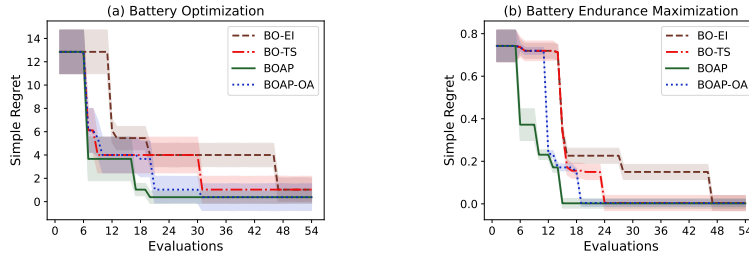 (a) Battery Optimization
14
12
10
8
6
4
2
0
Simple Regret
BO-EI
BO-TS
BOAP
BOAP-OA
0 6 12 18 24 30 36 42 48 54
Evaluations
(b) Battery Endurance Maximization
0.8
0.6
0.4
0.2
0.0
Simple Regret
BO-EI
BO-TS
BOAP
BOAP-OA
0 6 12 18 24 30 36 42 48 54
Evaluations